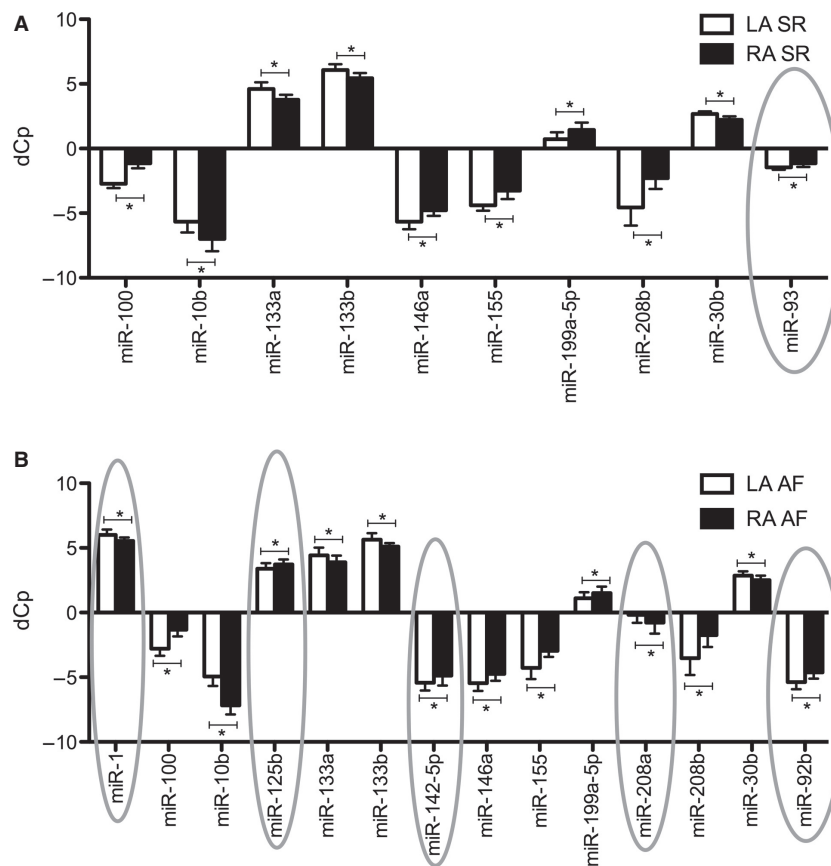 A
LA SR
RA SR
10
5
0
−5
−10
dCp
* * * * * * * * * *
miR-100
miR-10b
miR-133a
miR-133b
miR-146a
miR-155
miR-199a-5p
miR-208b
miR-30b
miR-93
B
LA AF
RA AF
10
5
0
−5
−10
dCp
* * * * * * * * * * * * * *
miR-1
miR-100
miR-10b
miR-125b
miR-133a
miR-133b
miR-142-5p
miR-146a
miR-155
miR-199a-5p
miR-208a
miR-208b
miR-30b
miR-92b